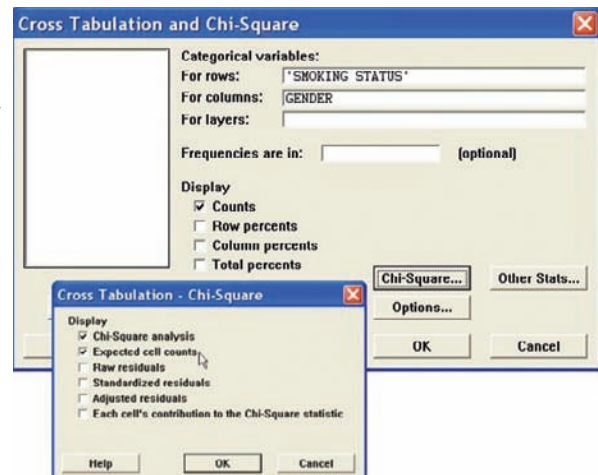 Cross Tabulation and Chi-Square
Categorical variables:
For rows: 'SMOKING STATUS'
For columns: GENDER
For layers:
Frequencies are in: (optional)
Display
Counts
Row percents
Column percents
Total percents
Chi-Square... Other Stats...
Options...
OK Cancel
Cross Tabulation - Chi-Square
Display
Chi-Square analysis
Expected cell counts
Raw residuals
Standardized residuals
Adjusted residuals
Each cell's contribution to the Chi-Square statistic
Help OK Cancel